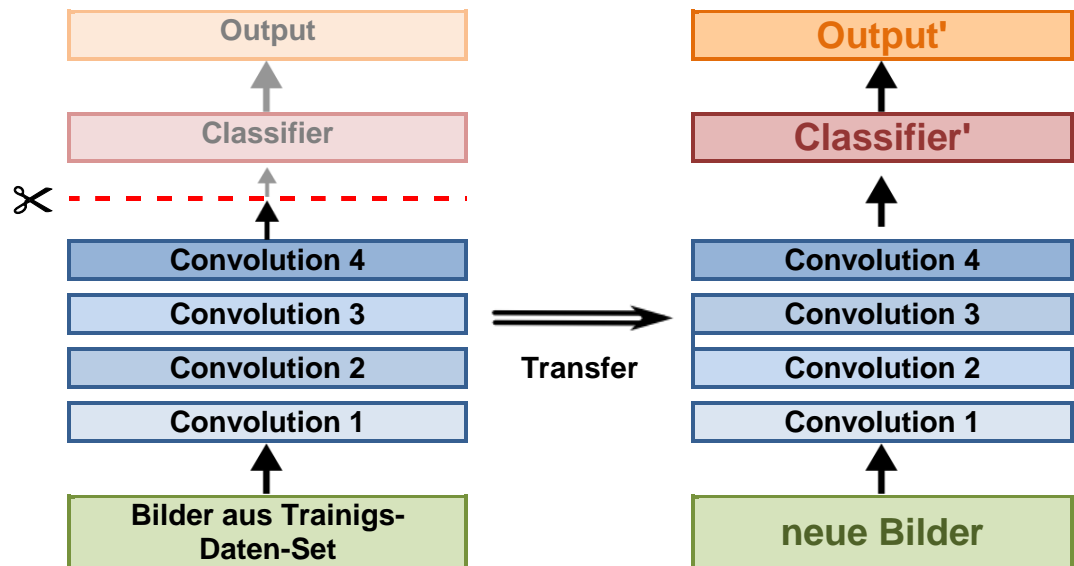 Output
Classifier
Convolution 4
Convolution 3
Convolution 2
Convolution 1
Bilder aus Trainigs-
Daten-Set
Transfer
Output'
Classifier'
Convolution 4
Convolution 3
Convolution 2
Convolution 1
neue Bilder